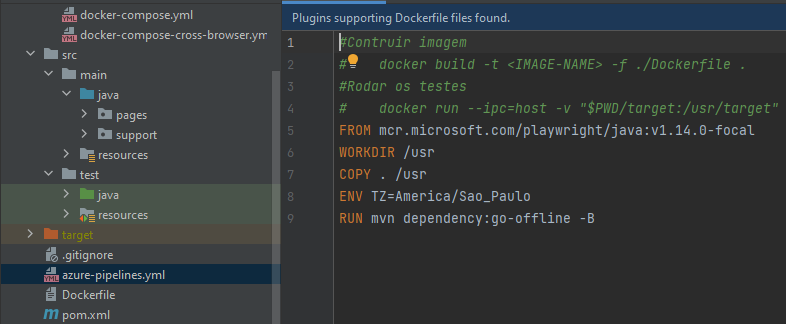 docker-compose.yml
docker-compose-cross-browser.ym
src
main
java
pages
support
resources
test
java
resources
target
.gitignore
azure-pipelines.yml
Dockerfile
pom.xml
Plugins supporting Dockerfile files found.
1 #Contruir imagem
2 # docker build -t <IMAGE-NAME> -f ./Dockerfile .
3 #Rodar os testes
4 # docker run --ipc=host -v "$PWD/target:/usr/target"
5 FROM mcr.microsoft.com/playwright/java:v1.14.0-focal
6 WORKDIR /usr
7 COPY . /usr
8 ENV TZ=America/Sao_Paulo
9 RUN mvn dependency:go-offline -B